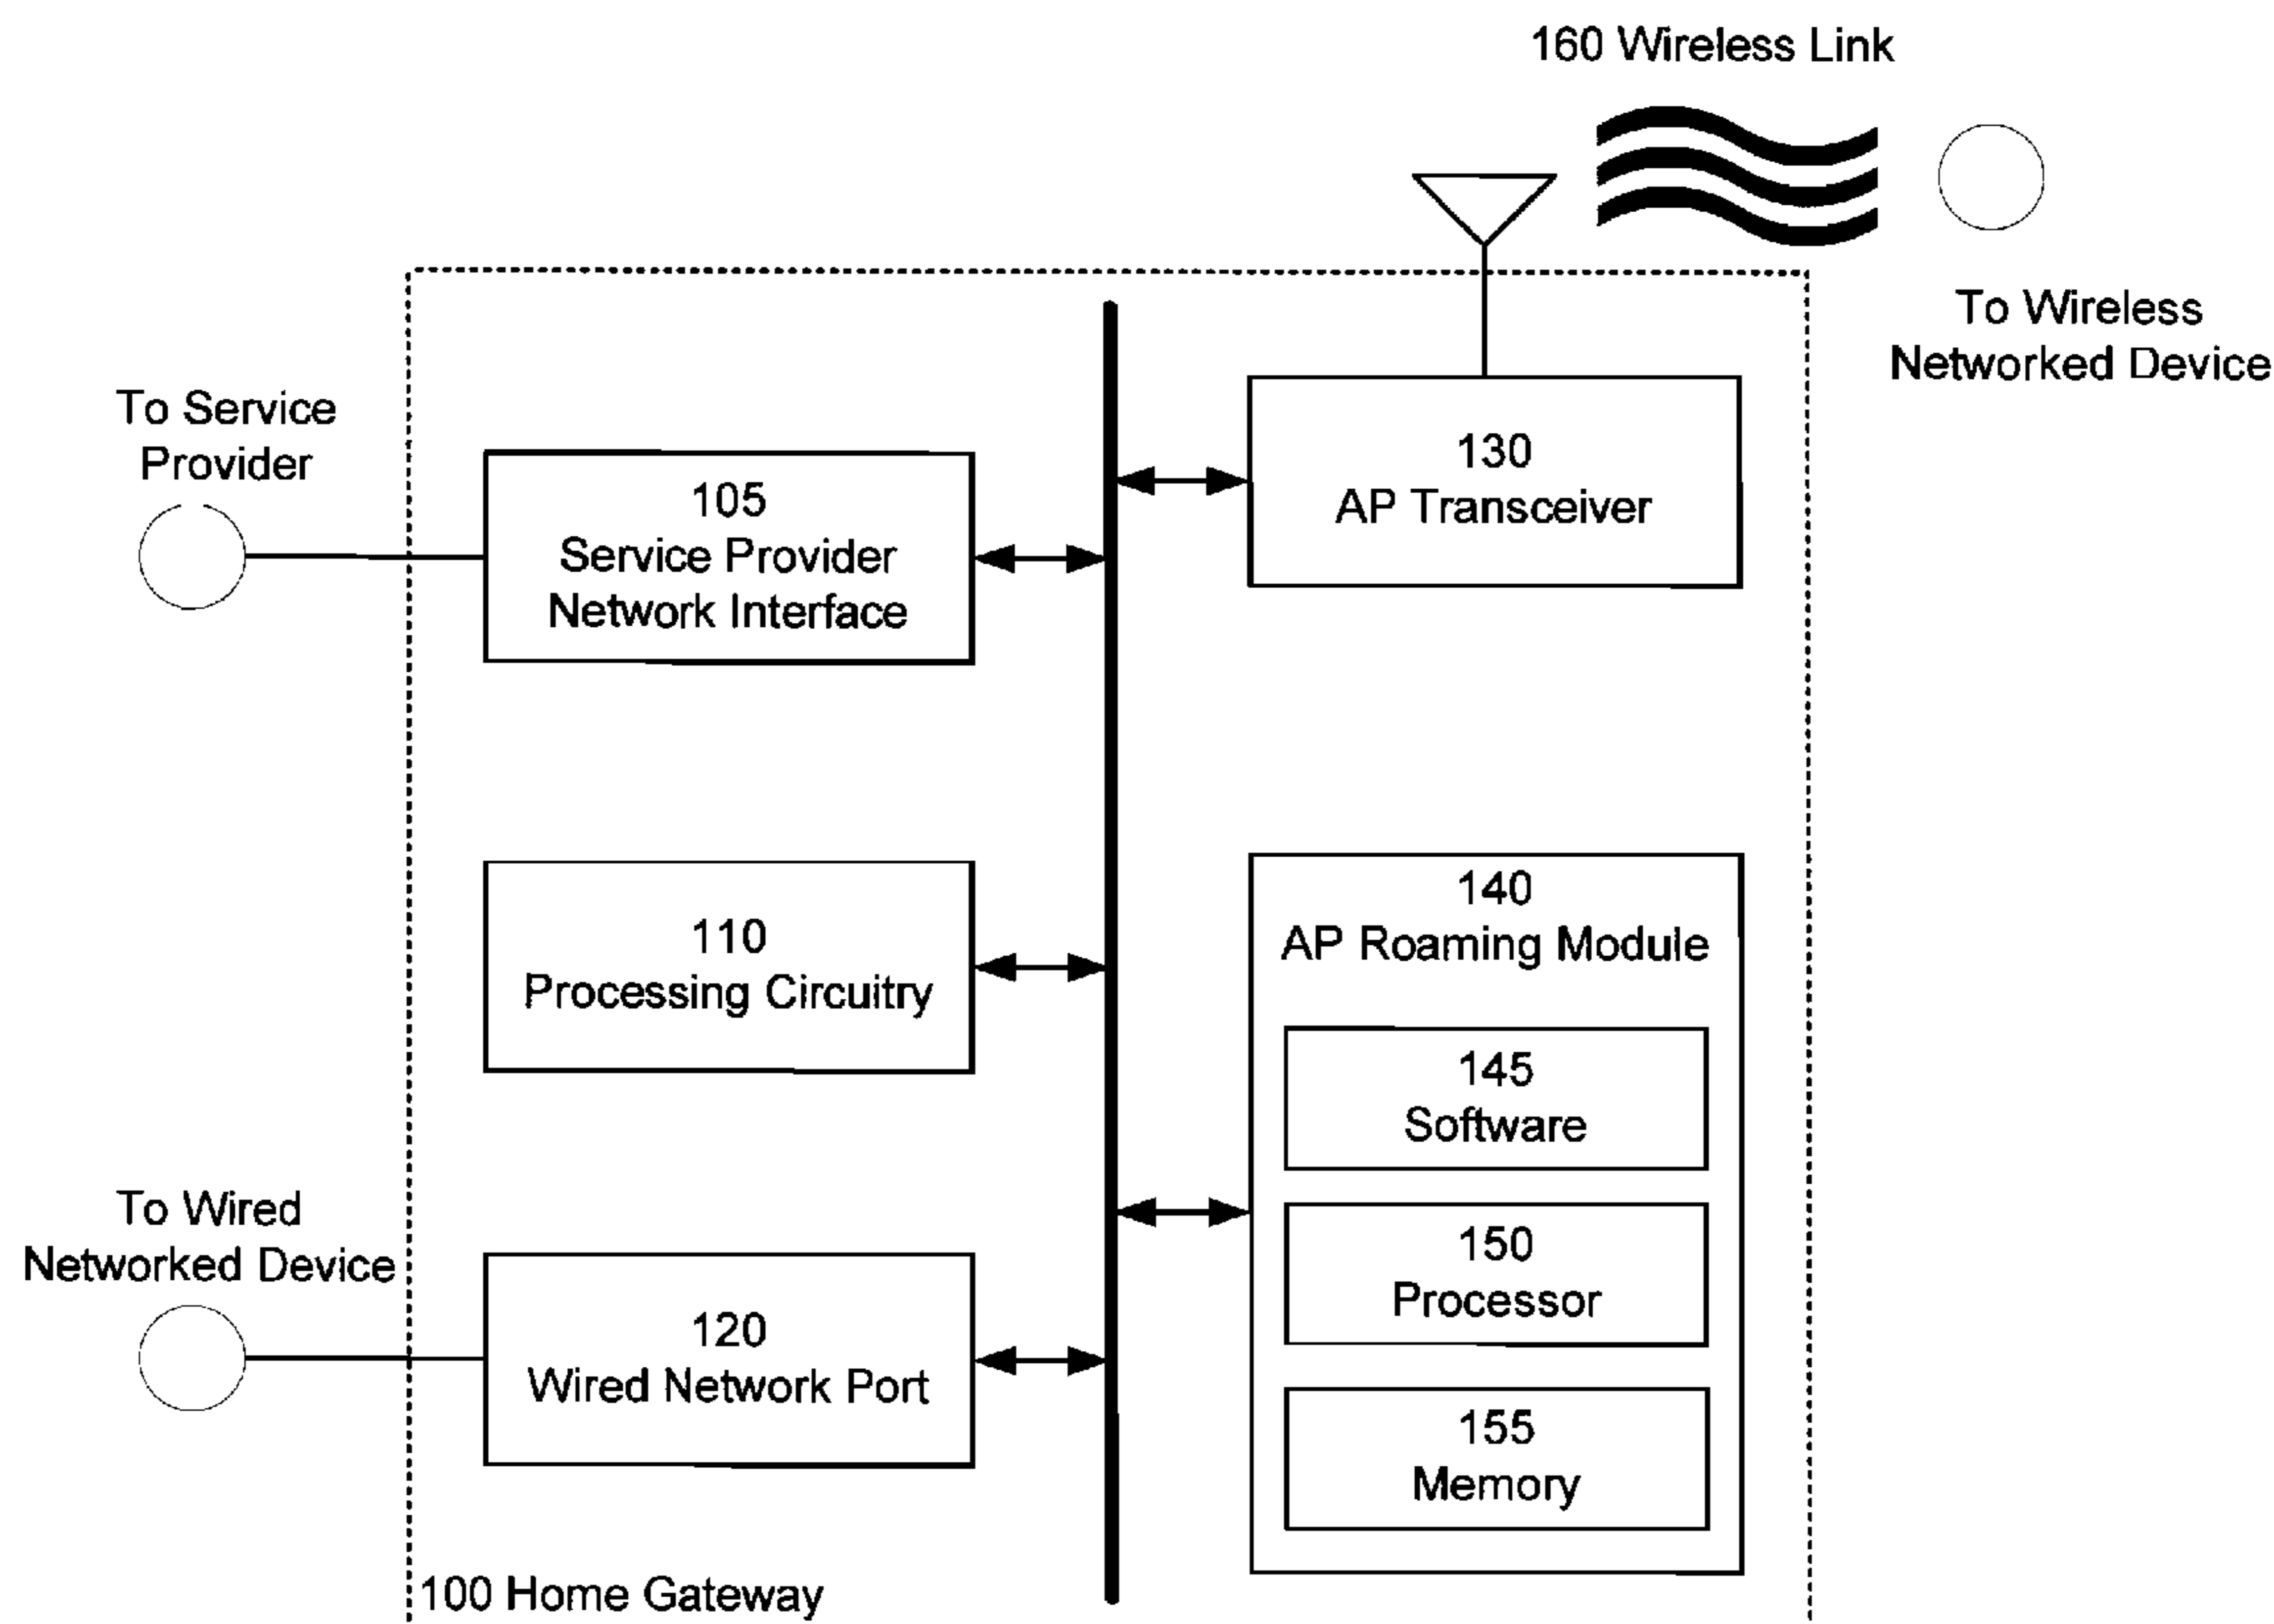 160 Wireless Link
To Wireless
Networked Device
To Service
Provider
105
Service Provider
Network Interface
130
AP Transceiver
110
Processing Circuitry
140
AP Roaming Module
145
Software
150
Processor
155
Memory
To Wired
Networked Device
120
Wired Network Port
100 Home Gateway